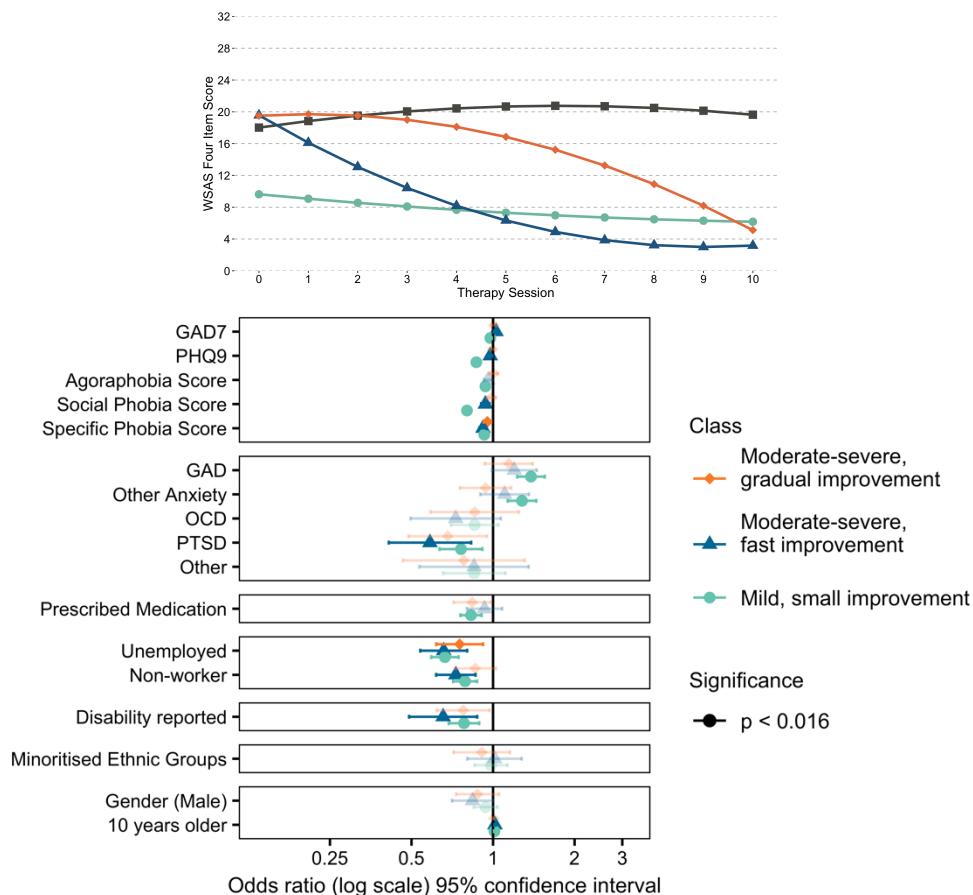 32
28
24
20
16
12
8
4
0
WSAS Four Item Score
0 1 2 3 4 5 6 7 8 9 10
Therapy Session
GAD7
PHQ9
Agoraphobia Score
Social Phobia Score
Specific Phobia Score
GAD
Other Anxiety
OCD
PTSD
Other
Prescribed Medication
Unemployed
Non-worker
Disability reported
Minoritised Ethnic Groups
Gender (Male)
10 years older
0.25 0.5 1 2 3
Odds ratio (log scale) 95% confidence interval
Class
Moderate-severe,
gradual improvement
Moderate-severe,
fast improvement
Mild, small improvement
Significance
p < 0.016